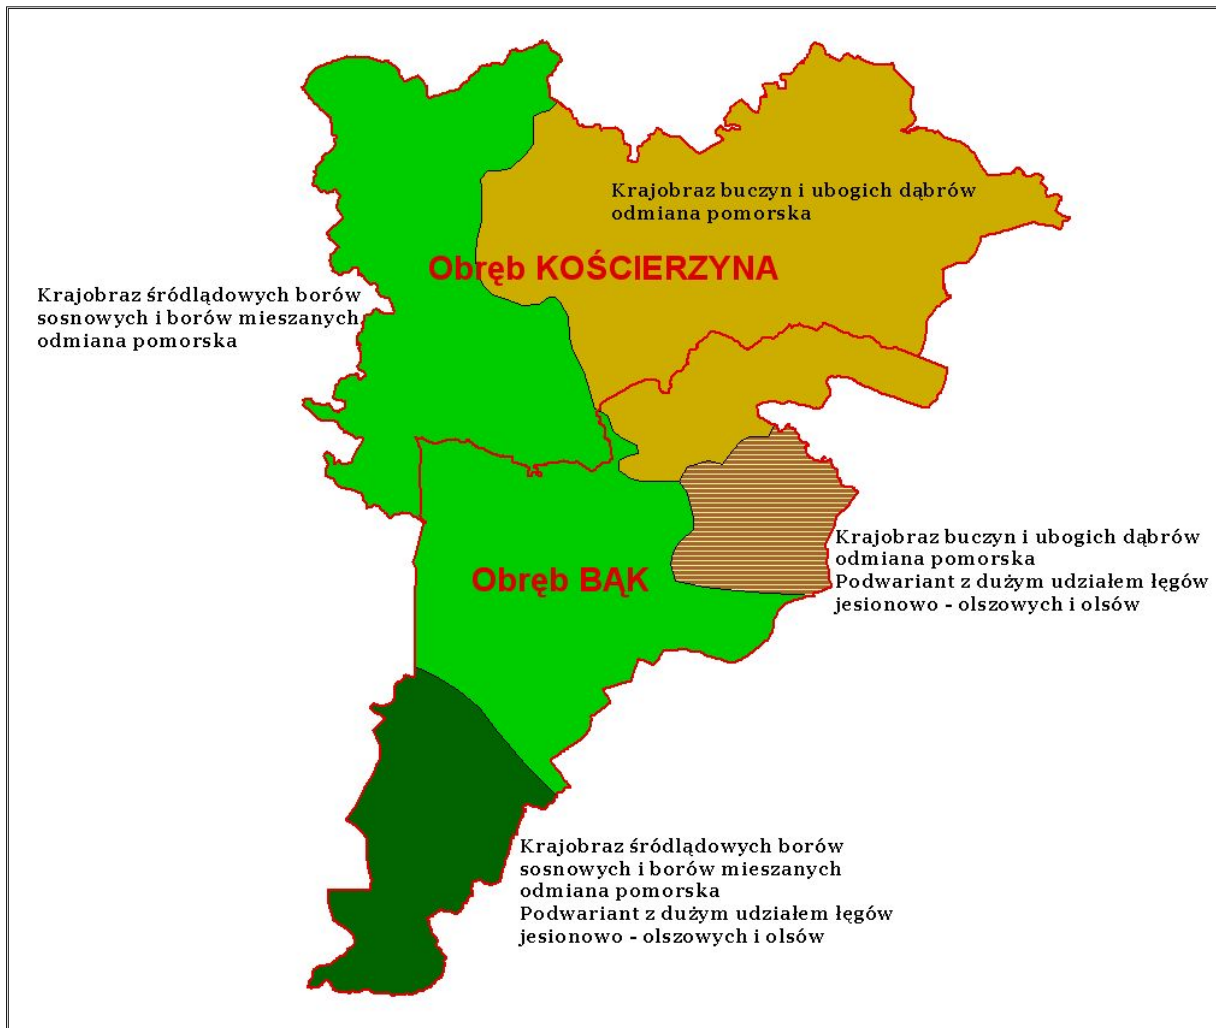 Krajobraz buczyn i ubogich dąbrów
odmiana pomorska
Obręb KOŚCIERZYNA
Krajobraz śródlądowych borów
sosnowych i borów mieszanych
odmiana pomorska
Krajobraz buczyn i ubogich dąbrów
odmiana pomorska
Podwariant z dużym udziałem łęgów
jesionowo - olszowych i olsów
Obręb BĄK
Krajobraz śródlądowych borów
sosnowych i borów mieszanych
odmiana pomorska
Podwariant z dużym udziałem łęgów
jesionowo - olszowych i olsów